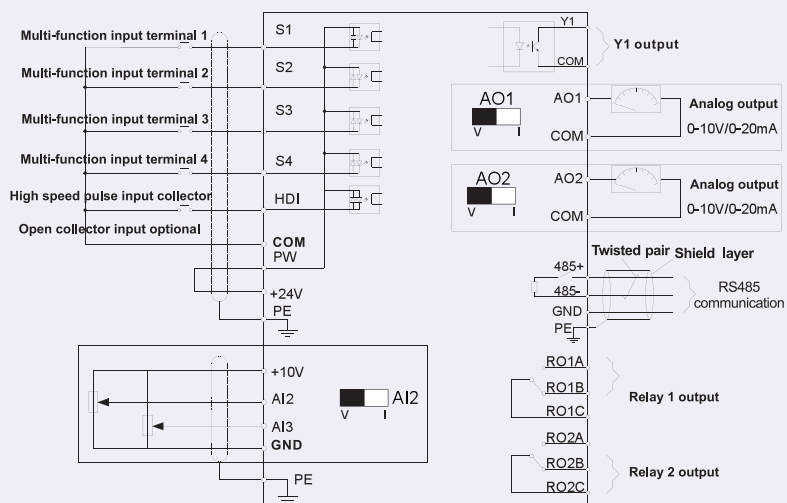 Multi-function input terminal 1
S1
Multi-function input terminal 2
S2
Multi-function input terminal 3
S3
Multi-function input terminal 4
S4
High speed pulse input collector
HDI
Open collector input optional
COM
PW
+24V
PE
+10V
AI2
AI3
GND
PE
AI2
V I
Y1
COM
Y1 output
AO1
V I
AO1
COM
Analog output
0-10V/0-20mA
AO2
V I
AO2
COM
Analog output
0-10V/0-20mA
Twisted pair Shield layer
485+
485-
GND
PE
RS485
communication
RO1A
RO1B
RO1C
Relay 1 output
RO2A
RO2B
RO2C
Relay 2 output